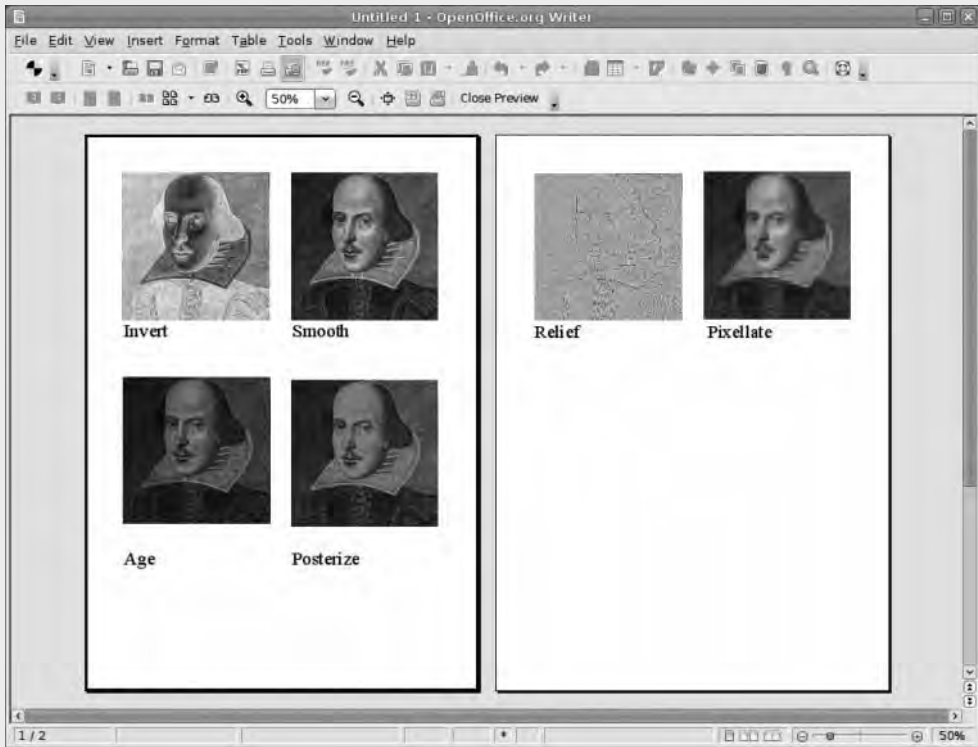 Untitled 1 - OpenOffice.org Writer
File Edit View Insert Format Table Tools Window Help
50% Close Preview
Invert Smooth
Age Posterize
Relief Pixellate
1 / 2 * 50%